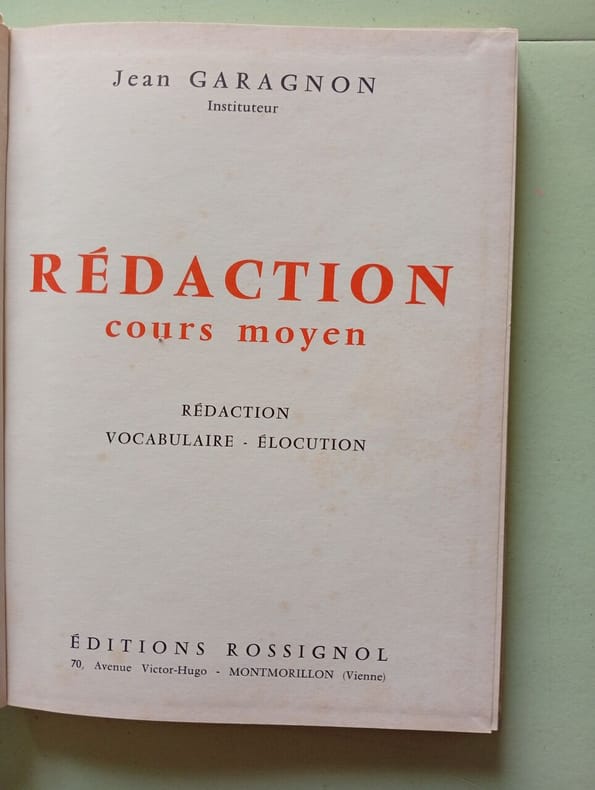 Jean GARAGNON
Instituteur
RÉDACTION
cours moyen
RÉDACTION
VOCABULAIRE - ÉLOCUTION
ÉDITIONS ROSSIGNOL
70, Avenue Victor-Hugo - MONTMORILLON (Vienne)